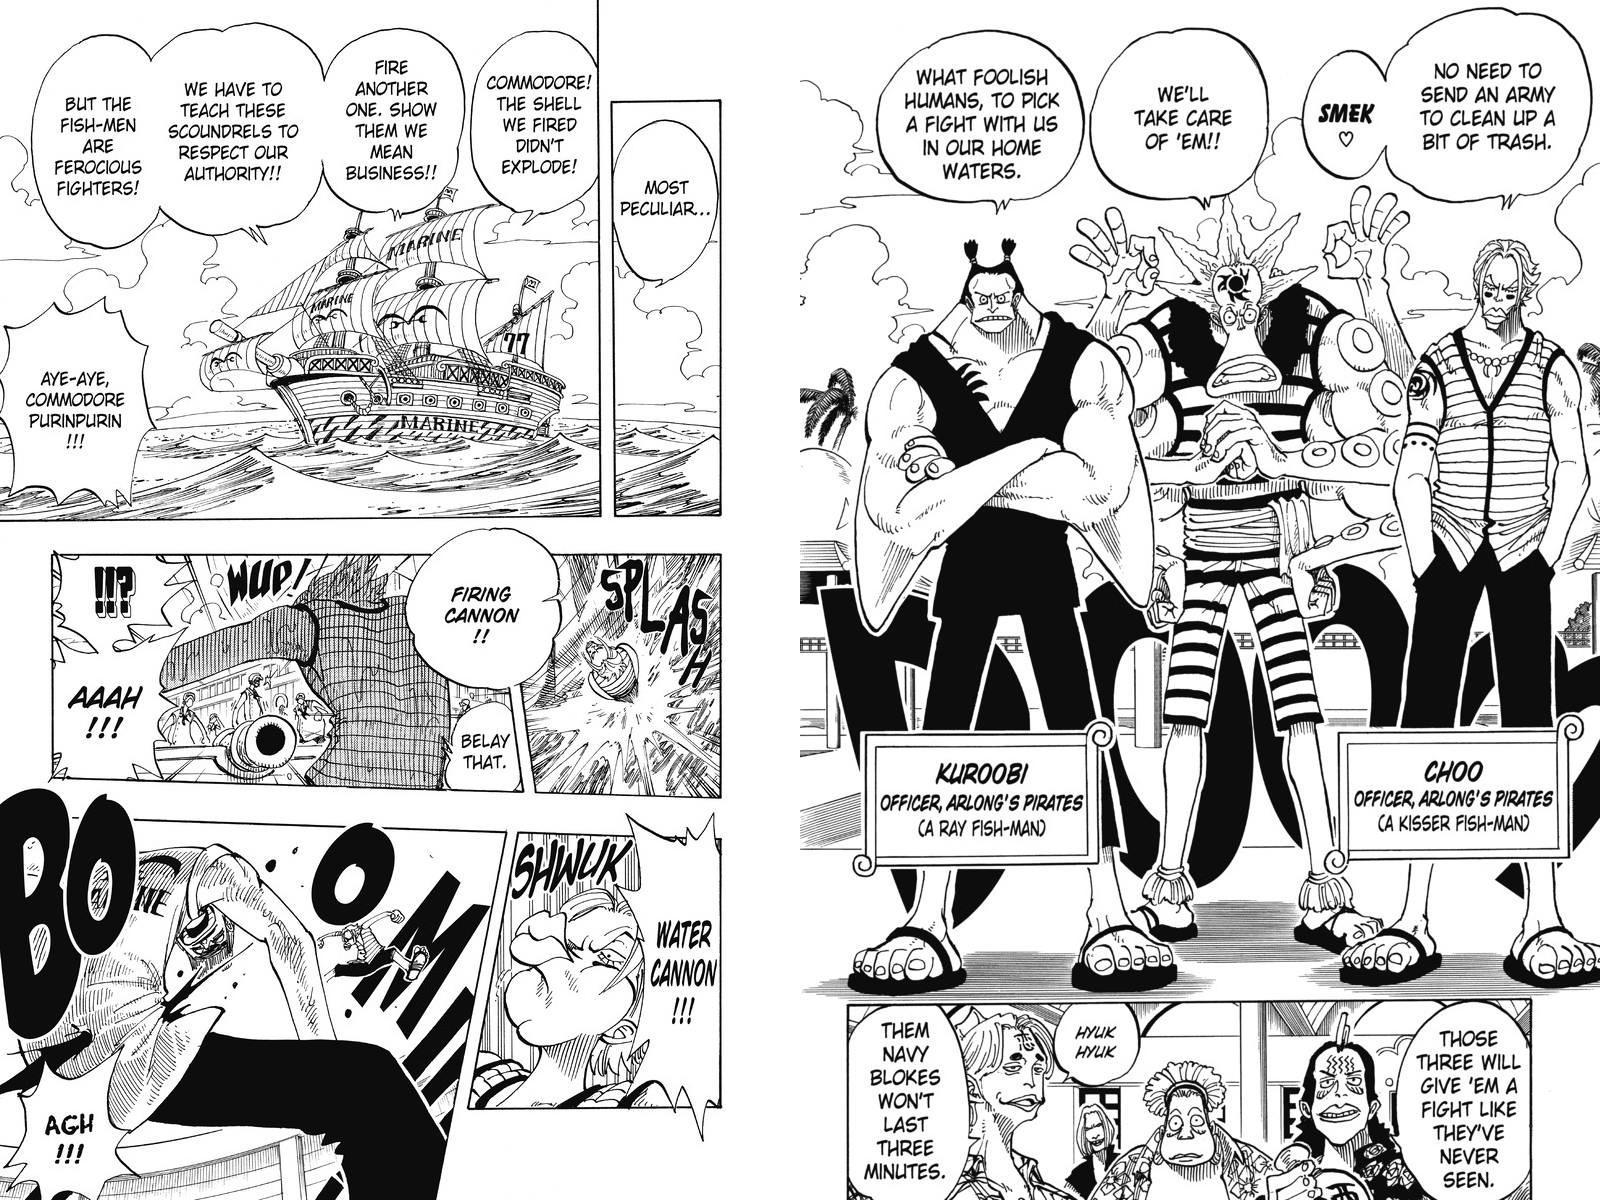 NO NEED TO
SEND AN ARMY
TO CLEAN UP A
BIT OF TRASH.
SMEK
♡
WE'LL
TAKE CARE
OF 'EM!!
WHAT FOOLISH
HUMANS, TO PICK
A FIGHT WITH US
IN OUR HOME
WATERS.
CHOO
OFFICER, ARLONG'S PIRATES
(A KISSER FISH-MAN)
KUROOBI
OFFICER, ARLONG'S PIRATES
(A RAY FISH-MAN)
THOSE
THREE WILL
GIVE 'EM A
FIGHT LIKE
THEY'VE
NEVER
SEEN.
HYUK
HYUK
THEM
NAVY
BLOKES
WON'T
LAST
THREE
MINUTES.
MOST
PECULIAR...
COMMODORE!
THE SHELL
WE FIRED
DIDN'T
EXPLODE!
FIRE
ANOTHER
ONE. SHOW
THEM WE
MEAN
BUSINESS!!
WE HAVE TO
TEACH THESE
SCOUNDRELS TO
RESPECT OUR
AUTHORITY!!
BUT THE
FISH-MEN
ARE
FEROCIOUS
FIGHTERS!
MARINE
MARINE
77
MARINE
AYE-AYE,
COMMODORE
PURINPURIN
!!!
SPLASH
FIRING
CANNON
!!
BELAY
THAT.
WUP!
!!?
AAAH
!!!
SHWUK
WATER
CANNON
!!!
BOOM
NE
AGH
!!!